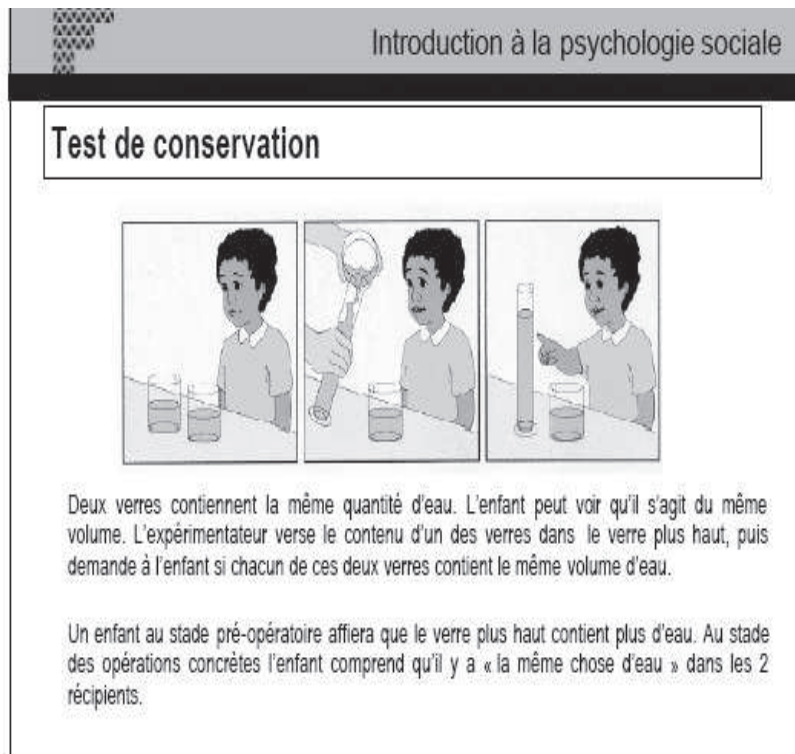 Introduction à la psychologie sociale
Test de conservation
Deux verres contiennent la même quantité d'eau. L'enfant peut voir qu'il s'agit du même
volume. L'expérimentateur verse le contenu d'un des verres dans le verre plus haut, puis
demande à l'enfant si chacun de ces deux verres contient le même volume d'eau.
Un enfant au stade pré-opératoire affiera que le verre plus haut contient plus d'eau. Au stade
des opérations concrètes l'enfant comprend qu'il y a « la même chose d'eau » dans les 2
récipients.